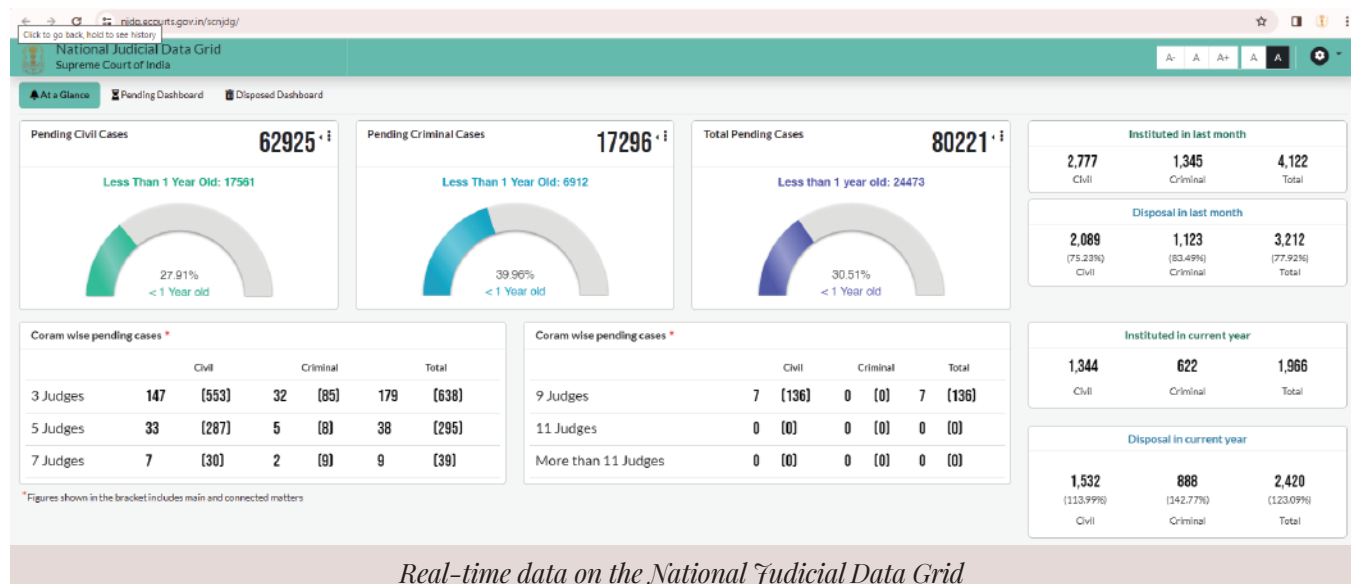 njdg.ecourts.gov.in/scnjdg/
Click to go back, hold to see history
National Judicial Data Grid
Supreme Court of India
A- A A+ A A
At a Glance Pending Dashboard Disposed Dashboard
Pending Civil Cases 62925
Less Than 1 Year Old: 17561
27.91%
< 1 Year old
Pending Criminal Cases 17296
Less Than 1 Year Old: 6912
39.96%
< 1 Year old
Total Pending Cases 80221
Less than 1 year old: 24473
30.51%
< 1 Year old
Instituted in last month
2,777 1,345 4,122
Civil Criminal Total
Disposal in last month
2,089 1,123 3,212
(75.23%) (83.49%) (77.92%)
Civil Criminal Total
Coram wise pending cases *
Civil Criminal Total
3 Judges 147 (553) 32 (85) 179 (638)
5 Judges 33 (287) 5 (8) 38 (295)
7 Judges 7 (30) 2 (9) 9 (39)
Coram wise pending cases *
Civil Criminal Total
9 Judges 7 (136) 0 (0) 7 (136)
11 Judges 0 (0) 0 (0) 0 (0)
More than 11 Judges 0 (0) 0 (0) 0 (0)
Instituted in current year
1,344 622 1,966
Civil Criminal Total
Disposal in current year
1,532 888 2,420
(113.99%) (142.77%) (123.09%)
Civil Criminal Total
*Figures shown in the bracket includes main and connected matters
Real-time data on the National Judicial Data Grid